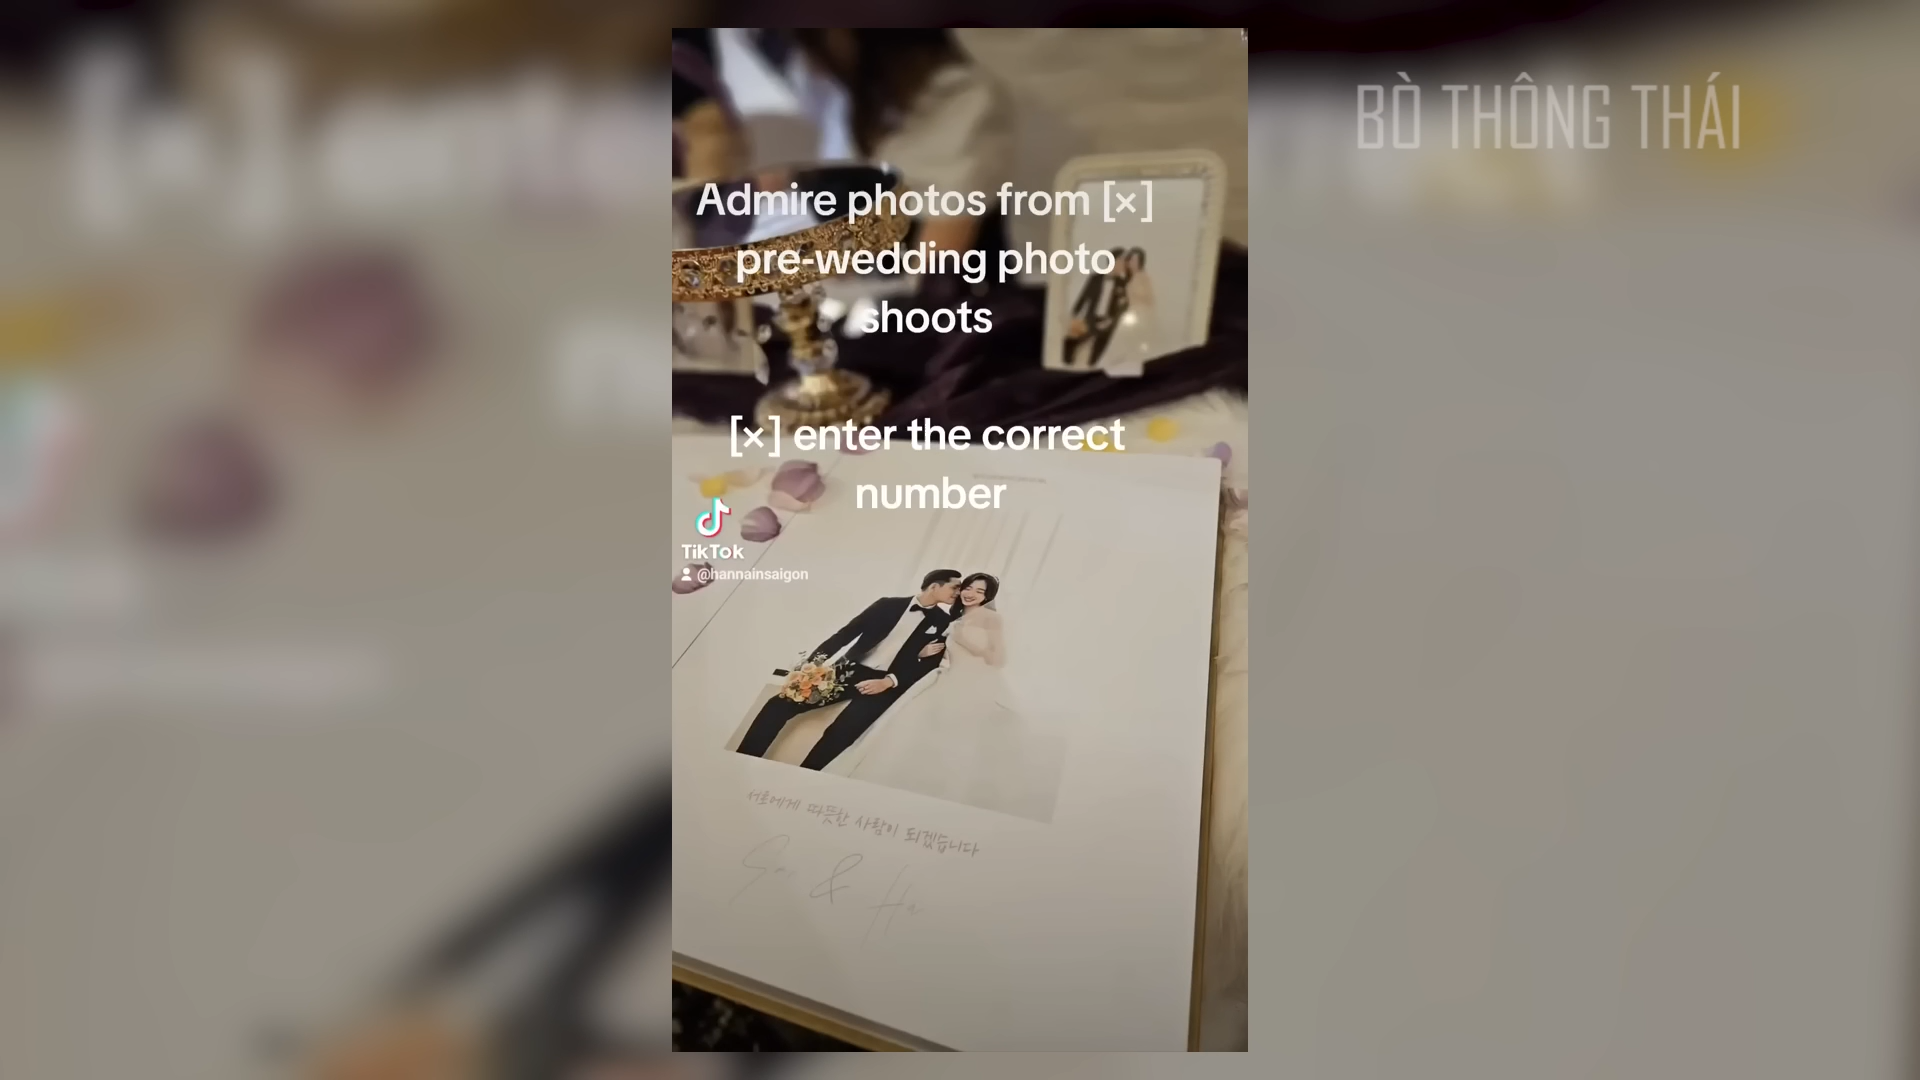 BÒ THÔNG THÁI
Admire photos from [×]
pre-wedding photo
shoots
[×] enter the correct
number
TikTok
@hannainsaigon
서로에게 따뜻한 사람이 되겠습니다
& Ha